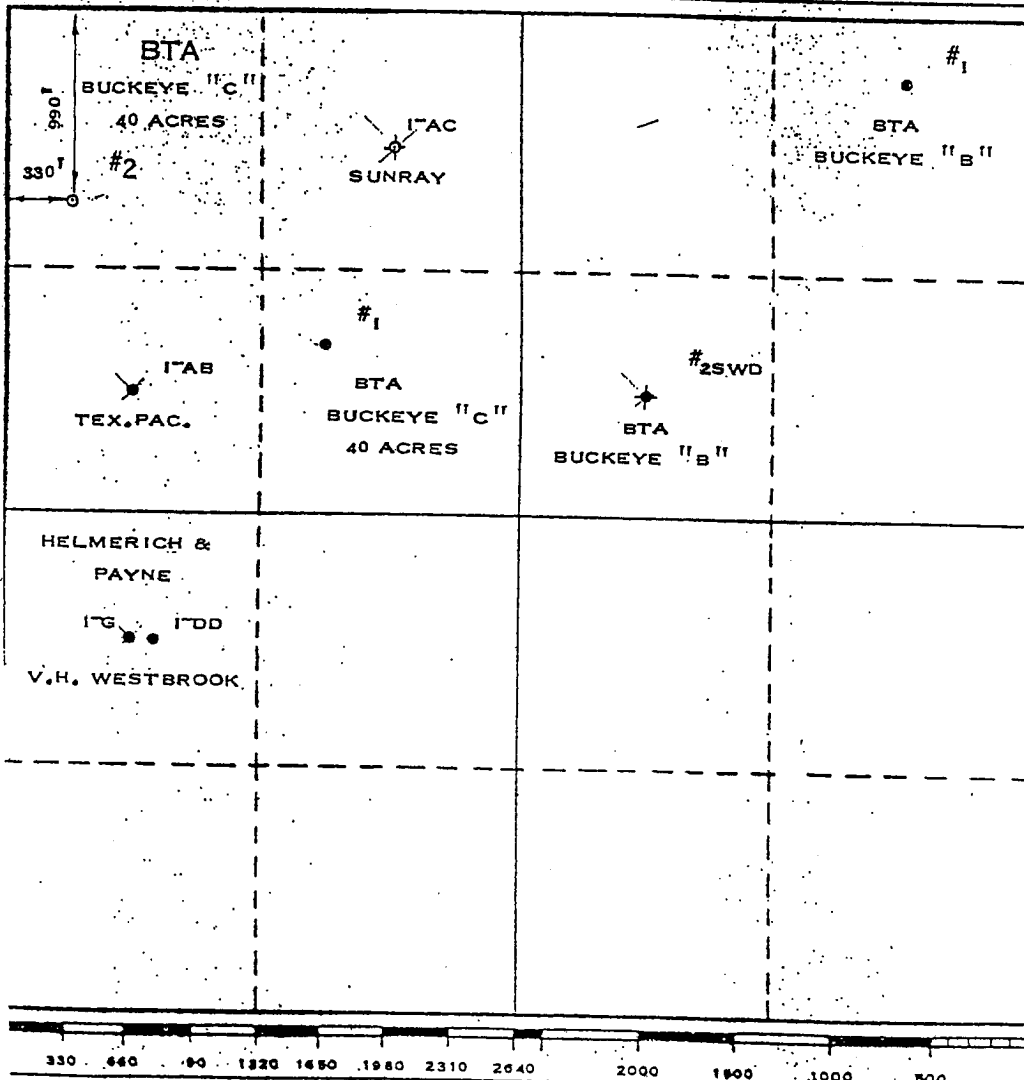 BTA
BUCKEYE "C"
40 ACRES
990'
330'
#2
1-AC
SUNRAY
#1
BTA
BUCKEYE "B"
1-AB
TEX.PAC.
#1
BTA
BUCKEYE "C"
40 ACRES
#2SWD
BTA
BUCKEYE "B"
HELMERICH &
PAYNE
1-G 1-DD
V.H. WESTBROOK
330 660 90 1320 1650 1980 2310 2640 2000 1500 1000 500